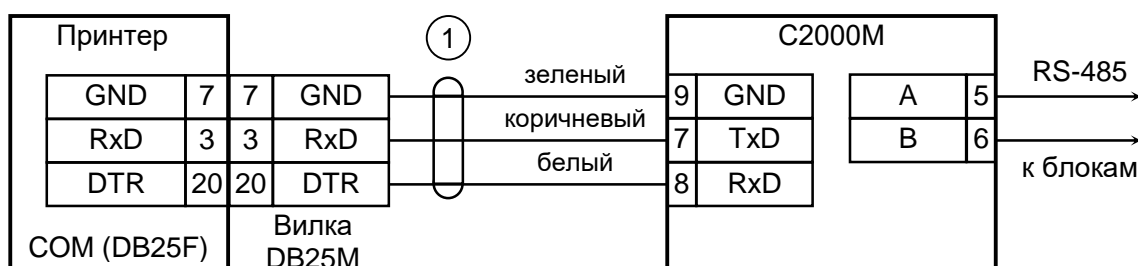 Принтер
1
С2000М
зеленый
RS-485
GND 7 7 GND
9 GND
A 5
коричневый
RxD 3 3 RxD
7 TxD
B 6
белый
к блокам
DTR 20 20 DTR
8 RxD
COM (DB25F)
Вилка
DB25M